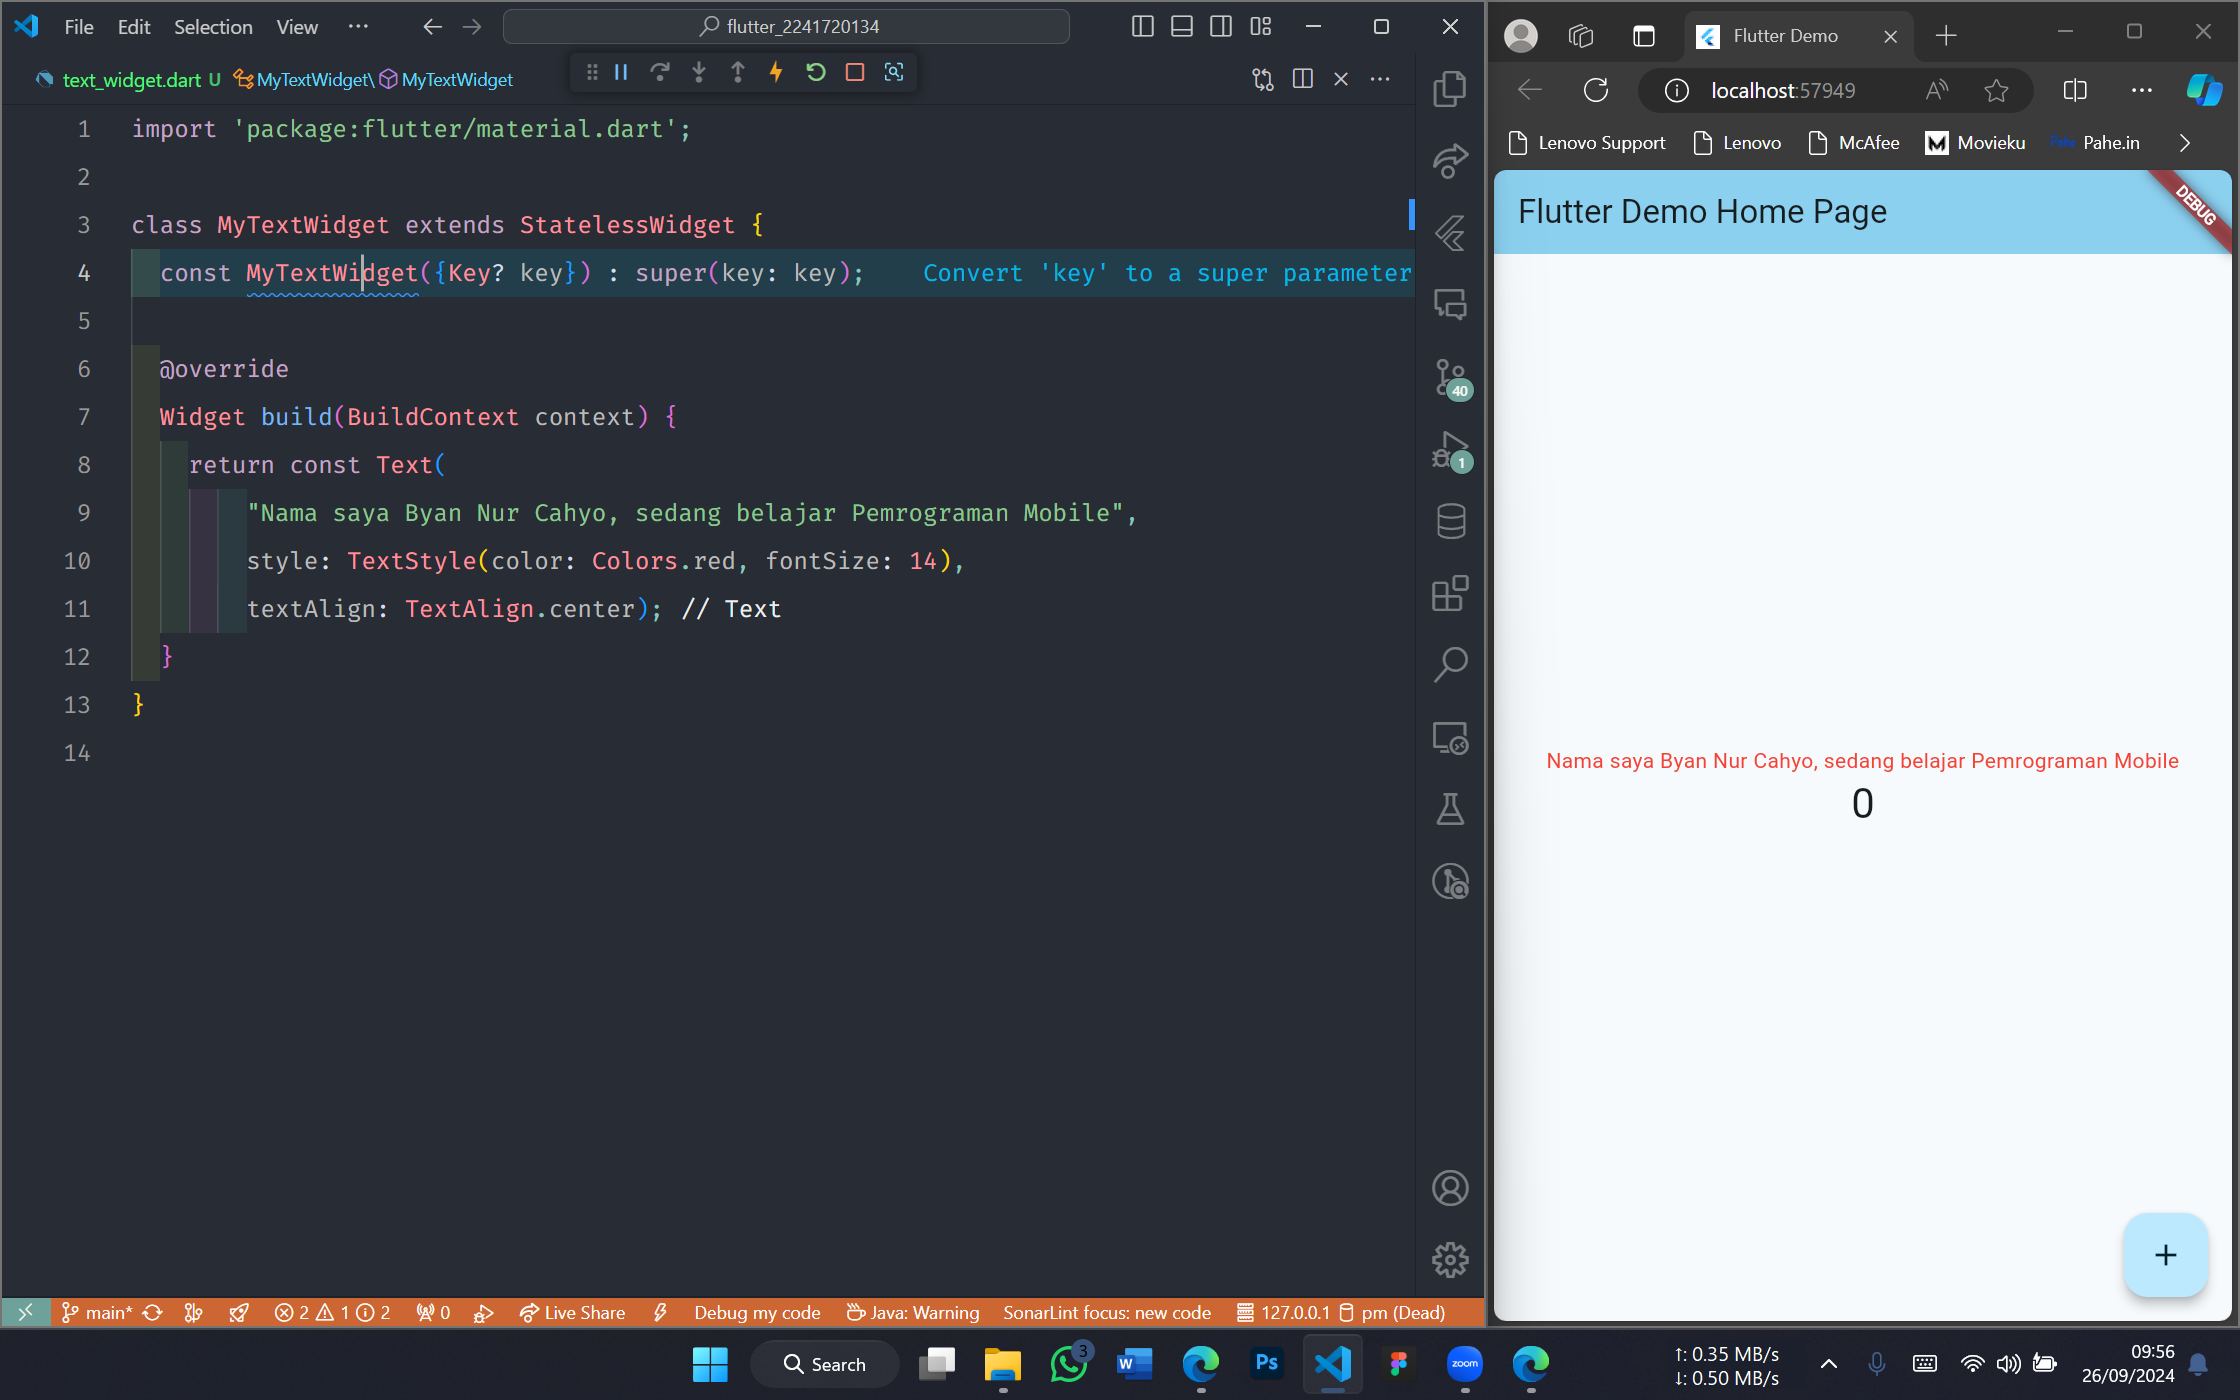 File Edit Selection View ··· flutter_2241720134
text_widget.dart U MyTextWidget\ MyTextWidget
1 import 'package:flutter/material.dart';
2
3 class MyTextWidget extends StatelessWidget {
4 const MyTextWidget({Key? key}) : super(key: key); Convert 'key' to a super parameter
5
6 @override
7 Widget build(BuildContext context) {
8 return const Text(
9 "Nama saya Byan Nur Cahyo, sedang belajar Pemrograman Mobile",
10 style: TextStyle(color: Colors.red, fontSize: 14),
11 textAlign: TextAlign.center); // Text
12 }
13 }
14
40
1
main* 2 1 2 0 Live Share Debug my code Java: Warning SonarLint focus: new code 127.0.0.1 pm (Dead)
Flutter Demo
localhost:57949
Lenovo Support Lenovo McAfee M Movieku Pahe Pahe.in
Flutter Demo Home Page
DEBUG
Nama saya Byan Nur Cahyo, sedang belajar Pemrograman Mobile
0
+
Search 3 W Ps zoom
↑: 0.35 MB/s
↓: 0.50 MB/s
09:56
26/09/2024